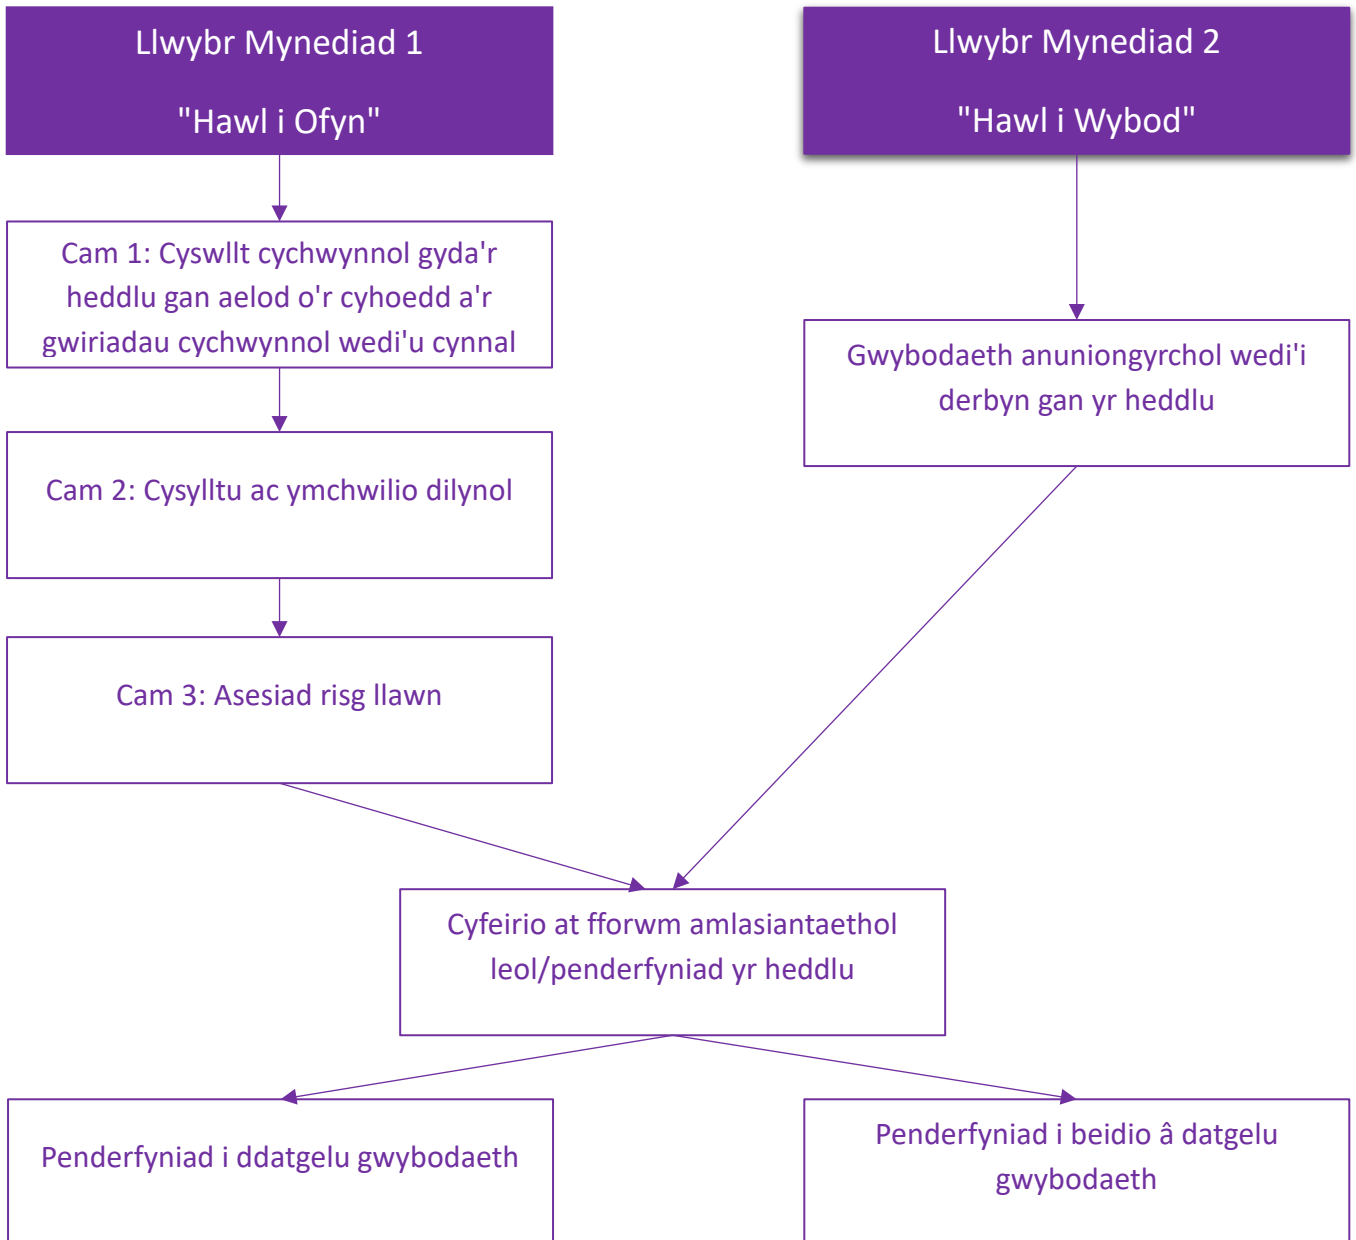 Llwybr Mynediad 1
"Hawl i Ofyn"
Llwybr Mynediad 2
"Hawl i Wybod"
Cam 1: Cyswllt cychwynnol gyda'r
heddlu gan aelod o'r cyhoedd a'r
gwiriadau cychwynnol wedi'u cynnal
Gwybodaeth anuniongyrchol wedi'i
derbyn gan yr heddlu
Cam 2: Cysylltu ac ymchwilio dilynol
Cam 3: Asesiad risg llawn
Cyfeirio at fforwm amlasiantaethol
leol/penderfyniad yr heddlu
Penderfyniad i ddatgelu gwybodaeth
Penderfyniad i beidio â datgelu
gwybodaeth